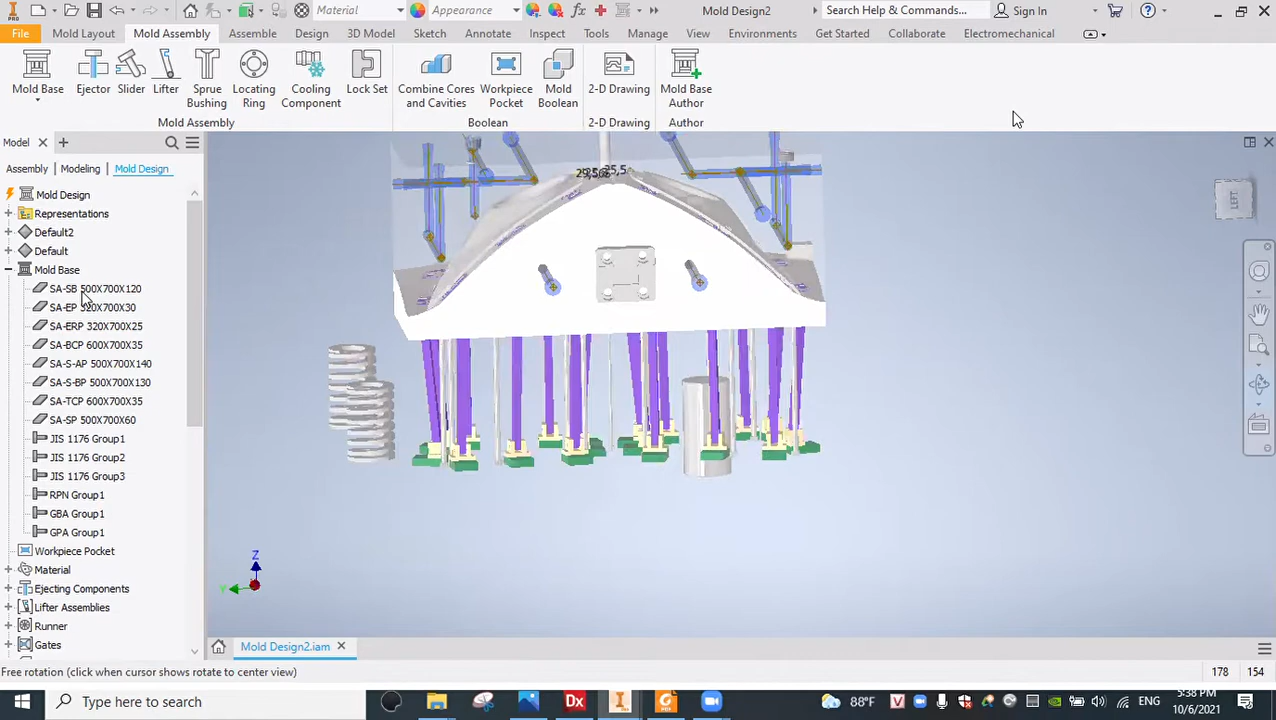 Material
Appearance
Mold Design2
Search Help & Commands...
Sign In
File
Mold Layout
Mold Assembly
Assemble
Design
3D Model
Sketch
Annotate
Inspect
Tools
Manage
View
Environments
Get Started
Collaborate
Electromechanical
Mold Base
Ejector
Slider
Lifter
Sprue Bushing
Locating Ring
Cooling Component
Lock Set
Combine Cores and Cavities
Workpiece Pocket
Mold Boolean
2-D Drawing
Mold Base Author
Mold Assembly
Boolean
2-D Drawing
Author
Model
Assembly
Modeling
Mold Design
Mold Design
Representations
Default2
Default
Mold Base
SA-SB 500X700X120
SA-EP 320X700X30
SA-ERP 320X700X25
SA-BCP 600X700X35
SA-S-AP 500X700X140
SA-S-BP 500X700X130
SA-TCP 600X700X35
SA-SP 500X700X60
JIS 1176 Group1
JIS 1176 Group2
JIS 1176 Group3
RPN Group1
GBA Group1
GPA Group1
Workpiece Pocket
Material
Ejecting Components
Lifter Assemblies
Runner
Gates
Z
Y
Mold Design2.iam
Free rotation (click when cursor shows rotate to center view)
178
154
Type here to search
88°F
ENG
5:38 PM
10/6/2021